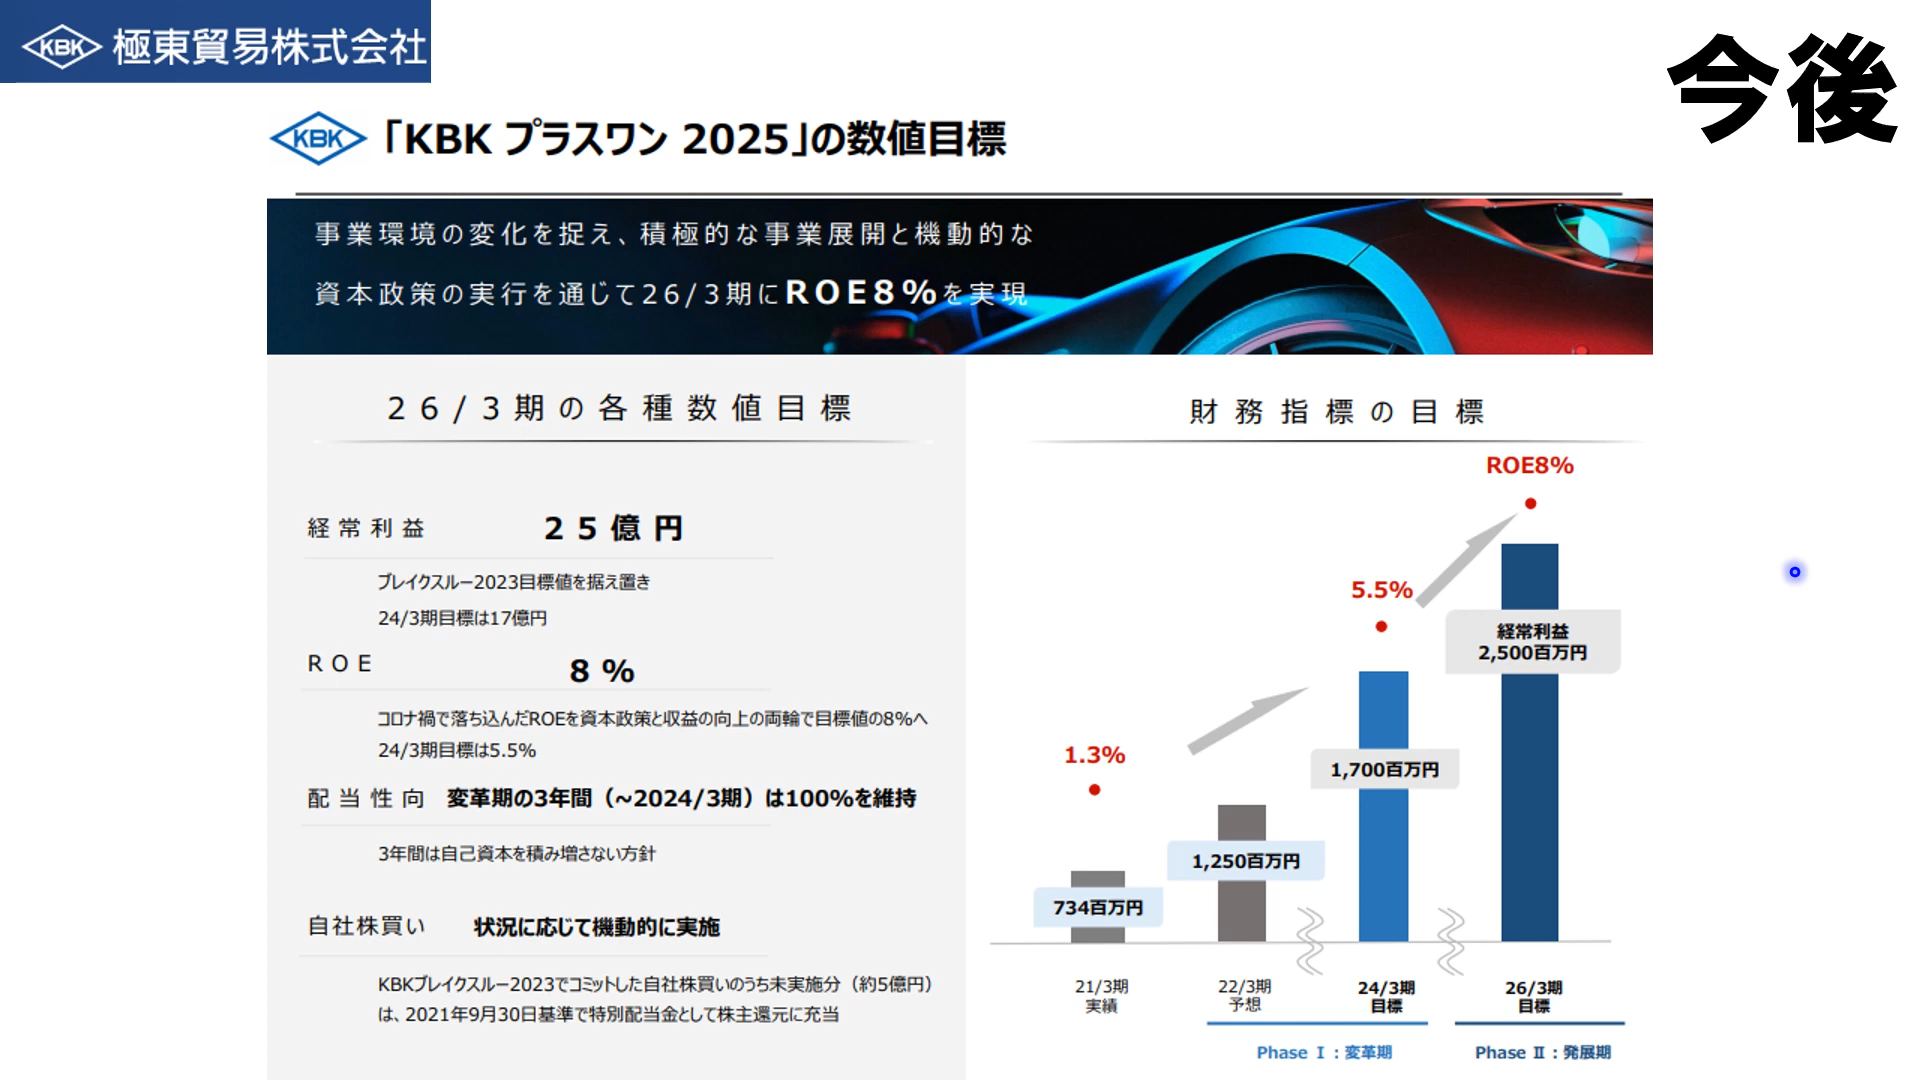 KBK 極東貿易株式会社
今後
KBK 「KBK プラスワン 2025」の数値目標
事業環境の変化を捉え、積極的な事業展開と機動的な
資本政策の実行を通じて26/3期にROE8%を実現
26/3期の各種数値目標
経常利益 25億円
ブレイクスルー2023目標値を据え置き
24/3期目標は17億円
ROE 8%
コロナ禍で落ち込んだROEを資本政策と収益の向上の両輪で目標値の8%へ
24/3期目標は5.5%
配当性向 変革期の3年間（~2024/3期）は100%を維持
3年間は自己資本を積み増さない方針
自社株買い 状況に応じて機動的に実施
KBKブレイクスルー2023でコミットした自社株買いのうち未実施分（約5億円）
は、2021年9月30日基準で特別配当金として株主還元に充当
財務指標の目標
ROE8%
5.5%
1.3%
経常利益
2,500百万円
1,700百万円
1,250百万円
734百万円
21/3期
実績
22/3期
予想
24/3期
目標
26/3期
目標
Phase Ⅰ：変革期
Phase Ⅱ：発展期